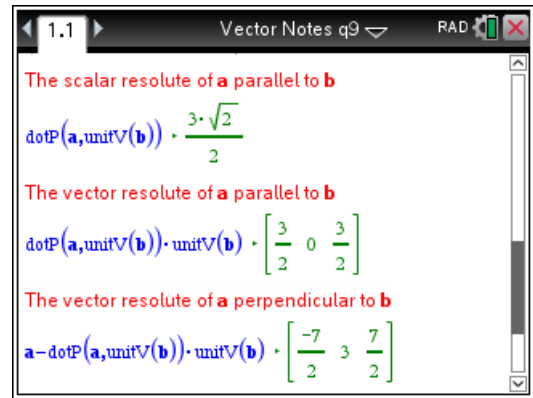 1.1 Vector Notes q9 RAD
The scalar resolute of a parallel to b
dotP(a,unitV(b)) ▸ 3·√2/2
The vector resolute of a parallel to b
dotP(a,unitV(b))·unitV(b) ▸ [3/2 0 3/2]
The vector resolute of a perpendicular to b
a−dotP(a,unitV(b))·unitV(b) ▸ [-7/2 3 7/2]